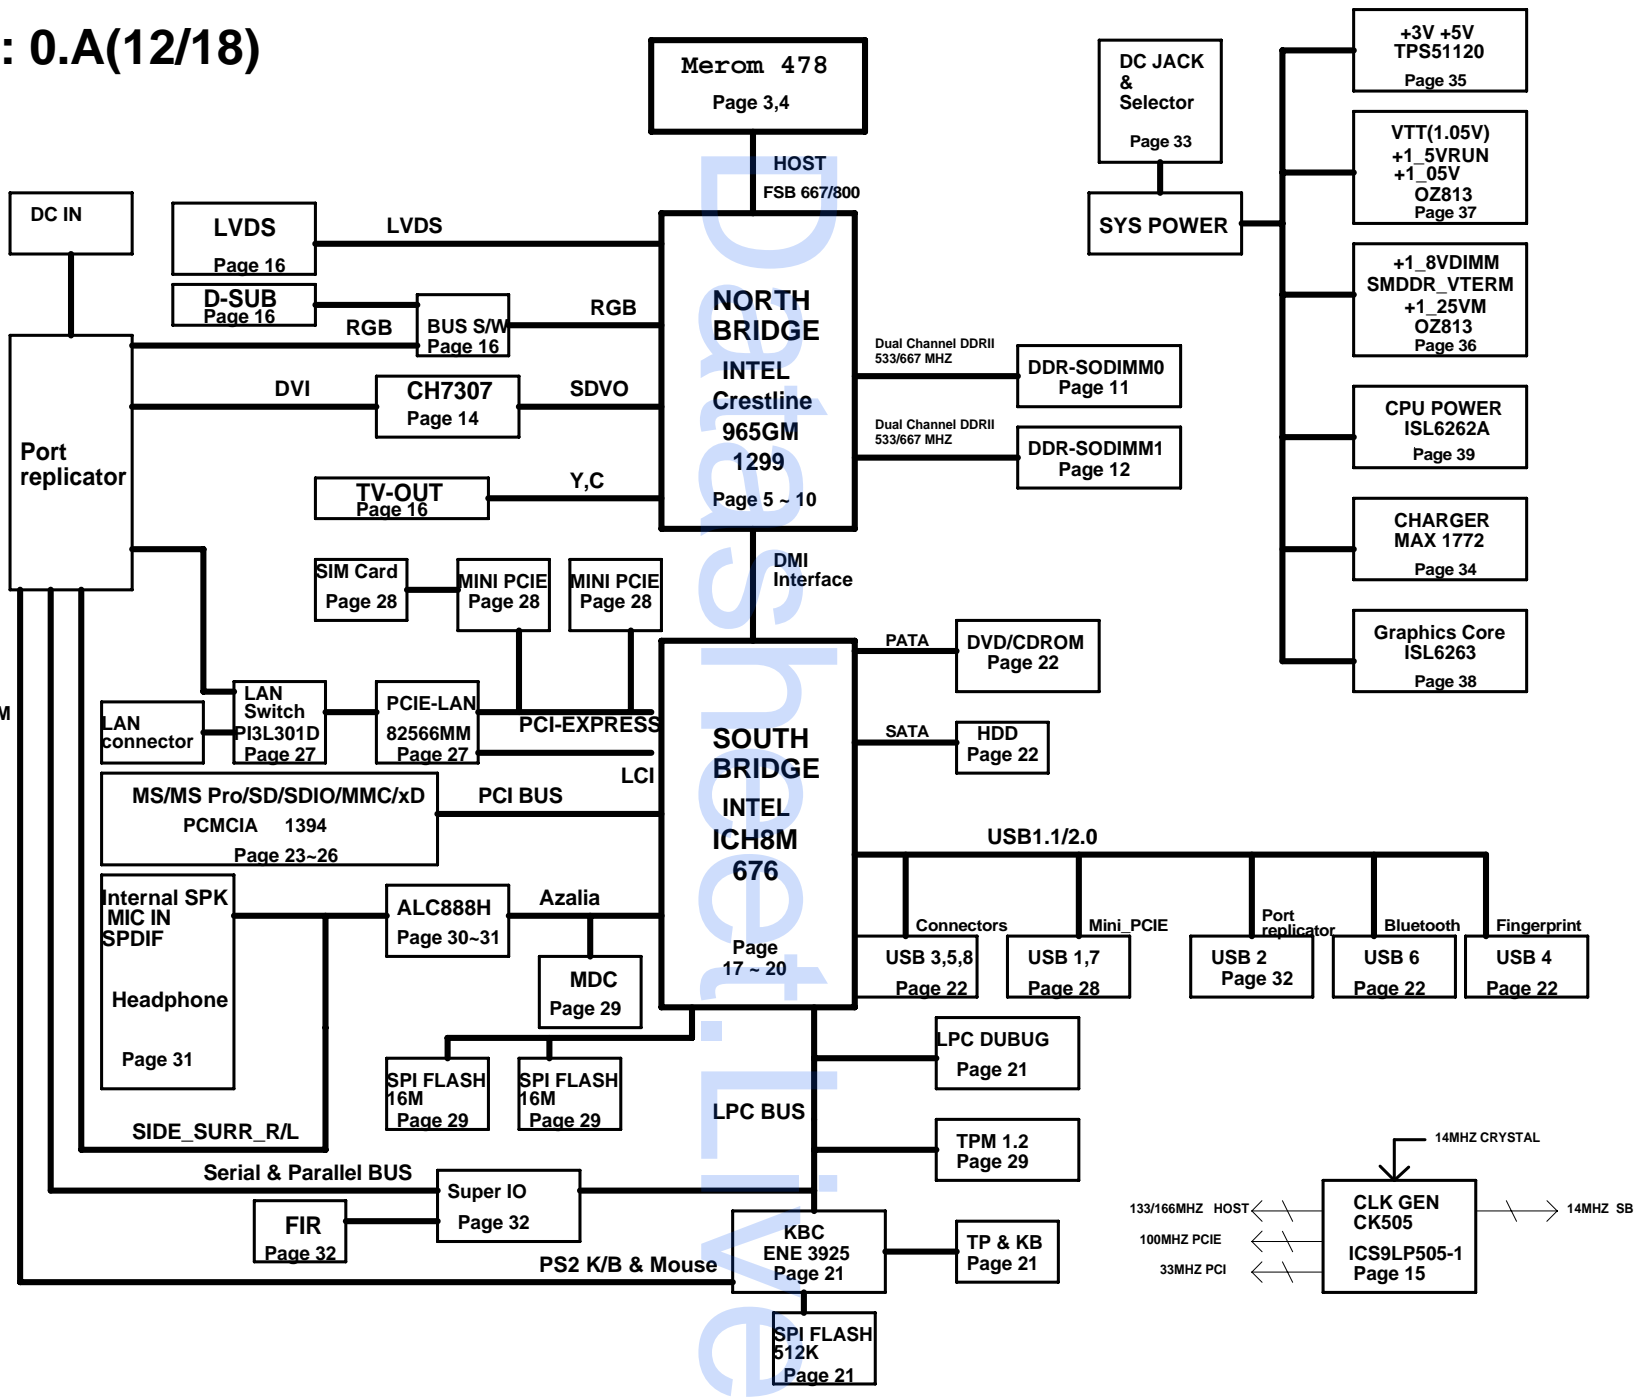 : 0.A(12/18)
Merom 478
Page 3,4
HOST
FSB 667/800
DC JACK
&
Selector
Page 33
SYS POWER
+3V +5V
TPS51120
Page 35
VTT(1.05V)
+1_5VRUN
+1_05V
OZ813
Page 37
+1_8VDIMM
SMDDR_VTERM
+1_25VM
OZ813
Page 36
CPU POWER
ISL6262A
Page 39
CHARGER
MAX 1772
Page 34
Graphics Core
ISL6263
Page 38
DC IN
LVDS
Page 16
LVDS
D-SUB
Page 16
RGB
BUS S/W
Page 16
RGB
DVI
CH7307
Page 14
SDVO
Port
replicator
TV-OUT
Page 16
Y,C
NORTH
BRIDGE
INTEL
Crestline
965GM
1299
Page 5 ~ 10
Dual Channel DDRII
533/667 MHZ
DDR-SODIMM0
Page 11
Dual Channel DDRII
533/667 MHZ
DDR-SODIMM1
Page 12
DMI
Interface
SIM Card
Page 28
MINI PCIE
Page 28
MINI PCIE
Page 28
M
LAN
connector
LAN
Switch
PI3L301D
Page 27
PCIE-LAN
82566MM
Page 27
PCI-EXPRESS
LCI
MS/MS Pro/SD/SDIO/MMC/xD
PCMCIA 1394
Page 23~26
PCI BUS
SOUTH
BRIDGE
INTEL
ICH8M
676
Page
17 ~ 20
PATA
DVD/CDROM
Page 22
SATA
HDD
Page 22
USB1.1/2.0
Connectors
USB 3,5,8
Page 22
Mini_PCIE
USB 1,7
Page 28
Port
replicator
USB 2
Page 32
Bluetooth
USB 6
Page 22
Fingerprint
USB 4
Page 22
Internal SPK
MIC IN
SPDIF
Headphone
Page 31
ALC888H
Page 30~31
Azalia
MDC
Page 29
SPI FLASH
16M
Page 29
SPI FLASH
16M
Page 29
SIDE_SURR_R/L
LPC BUS
LPC DUBUG
Page 21
TPM 1.2
Page 29
Serial & Parallel BUS
Super IO
Page 32
FIR
Page 32
PS2 K/B & Mouse
KBC
ENE 3925
Page 21
TP & KB
Page 21
SPI FLASH
512K
Page 21
14MHZ CRYSTAL
CLK GEN
CK505
ICS9LP505-1
Page 15
133/166MHZ HOST
100MHZ PCIE
33MHZ PCI
14MHZ SB
Datasheet.Live